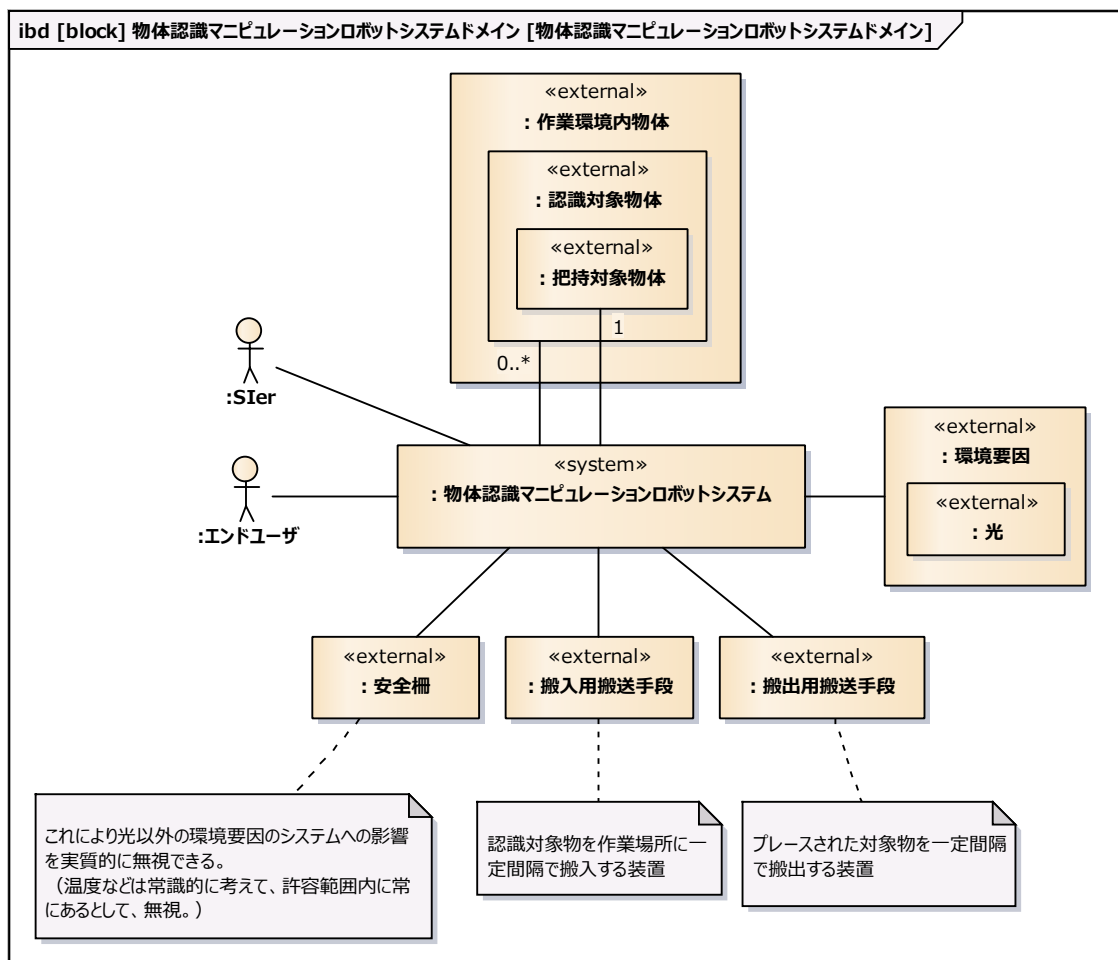 ibd [block] 物体認識マニピュレーションロボットシステムドメイン [物体認識マニピュレーションロボットシステムドメイン]
«external»
: 作業環境内物体
«external»
: 認識対象物体
«external»
: 把持対象物体
1
0..*
:SIer
«external»
: 環境要因
«external»
: 光
«system»
: 物体認識マニピュレーションロボットシステム
:エンドユーザ
«external»
: 安全柵
«external»
: 搬入用搬送手段
«external»
: 搬出用搬送手段
これにより光以外の環境要因のシステムへの影響
を実質的に無視できる。
（温度などは常識的に考えて、許容範囲内に常
にあるとして、無視。）
認識対象物を作業場所に一
定間隔で搬入する装置
プレースされた対象物を一定間隔
で搬出する装置